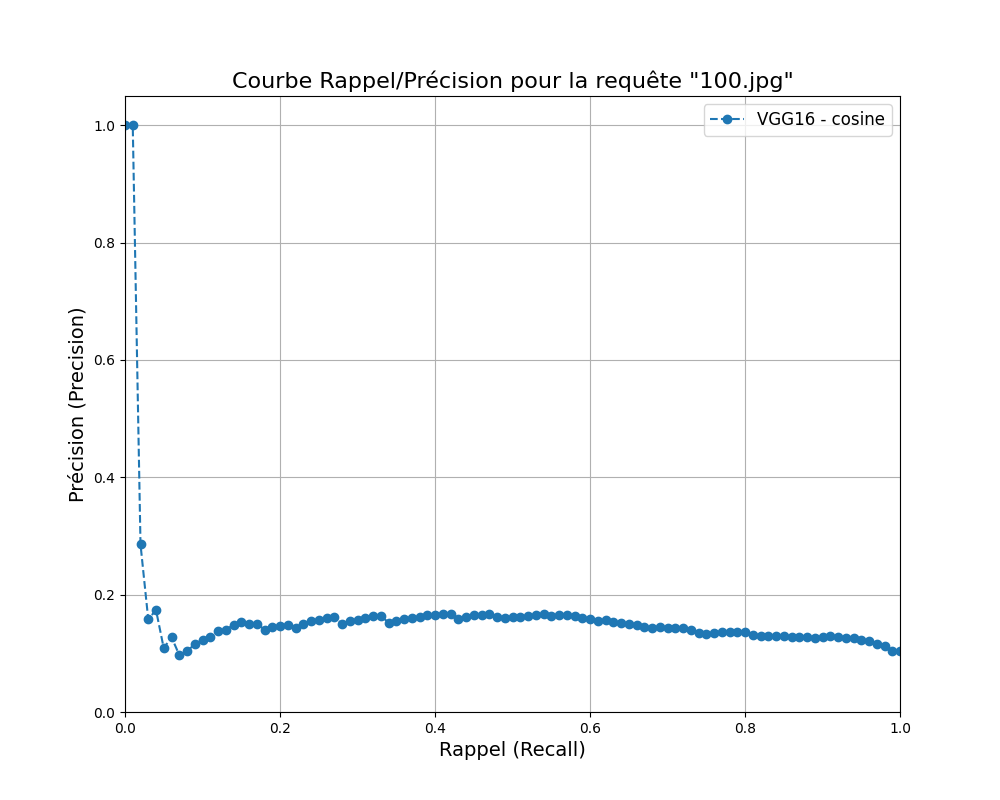 Courbe Rappel/Précision pour la requête "100.jpg"
VGG16 - cosine
Précision (Precision)
1.0
0.8
0.6
0.4
0.2
0.0
0.0 0.2 0.4 0.6 0.8 1.0
Rappel (Recall)